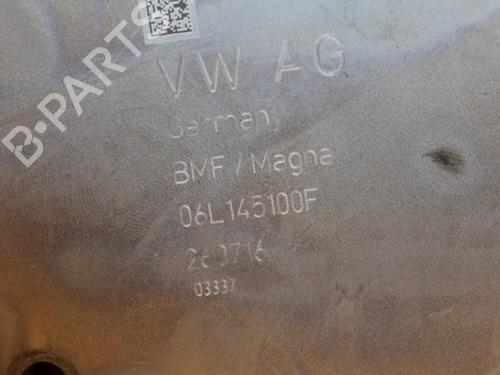 B-PARTS
VW AG
Germany
BMF / Magna
06L145100F
260716
03337